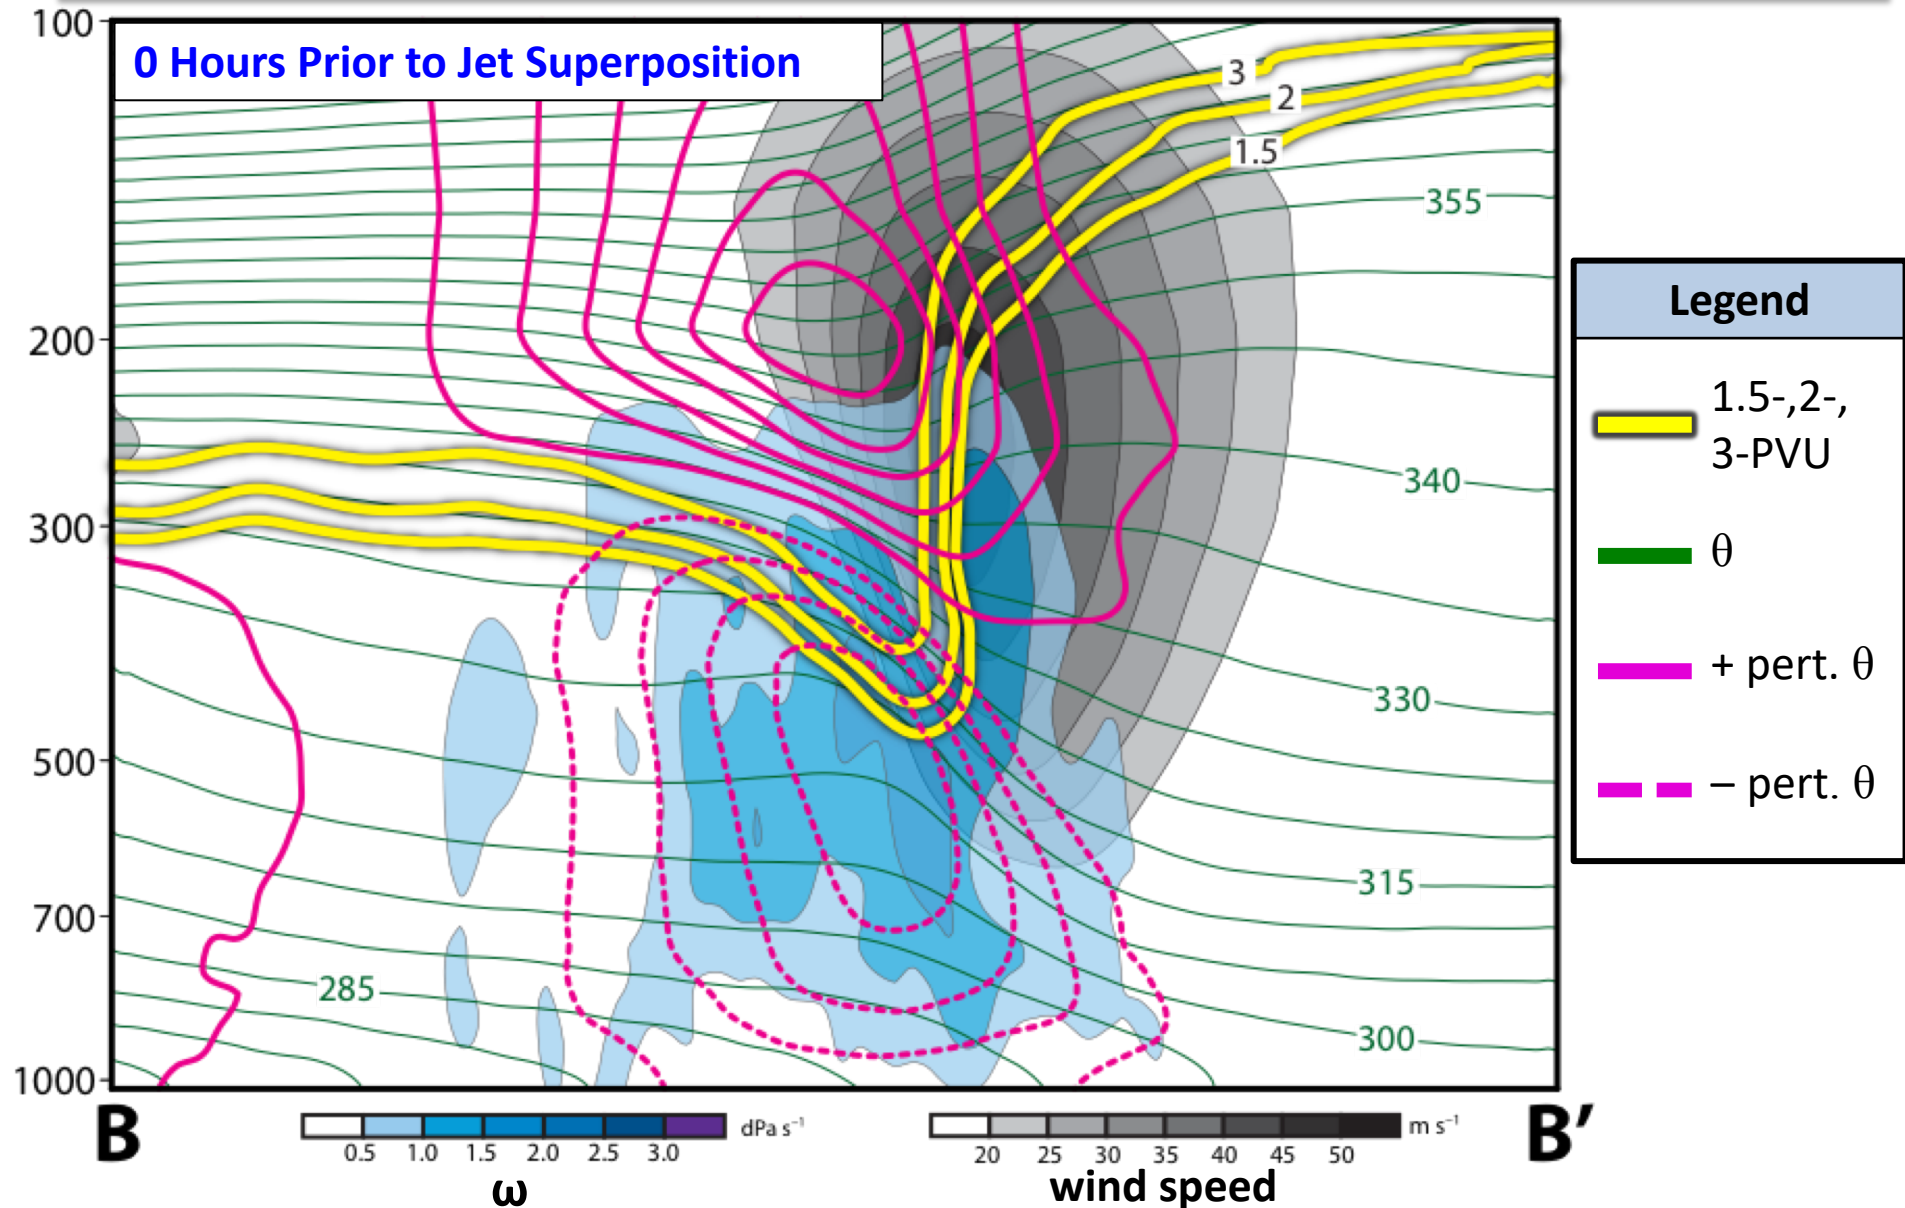 100
0 Hours Prior to Jet Superposition
3
2
1.5
355
200
Legend
1.5-,2-,
3-PVU
340
300
θ
+ pert. θ
330
500
– pert. θ
315
700
285
300
1000
B
B′
dPa s⁻¹
m s⁻¹
0.5 1.0 1.5 2.0 2.5 3.0
20 25 30 35 40 45 50
ω
wind speed